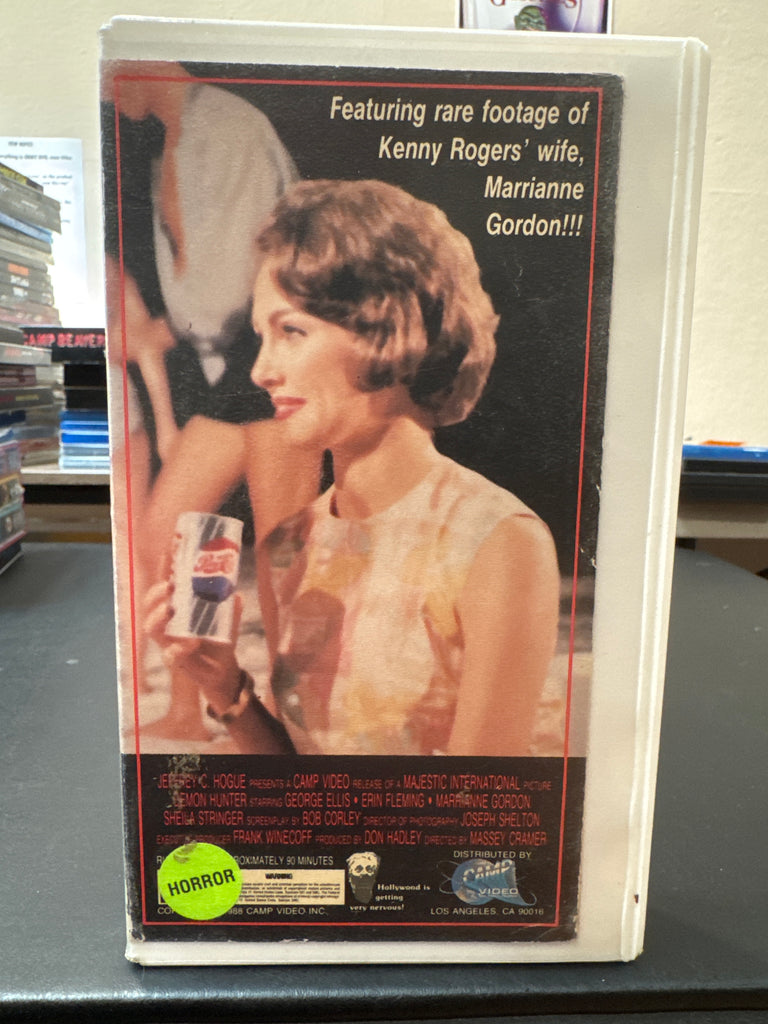 Featuring rare footage of
Kenny Rogers' wife,
Marrianne
Gordon!!!
CAMP BEAVER
PEPSI
JEFFREY C. HOGUE PRESENTS A CAMP VIDEO RELEASE OF A MAJESTIC INTERNATIONAL PICTURE
DEMON HUNTER STARRING GEORGE ELLIS • ERIN FLEMING • MARRIANNE GORDON
SHEILA STRINGER SCREENPLAY BY BOB CORLEY DIRECTOR OF PHOTOGRAPHY JOSEPH SHELTON
EXECUTIVE PRODUCER FRANK WINECOFF PRODUCED BY DON HADLEY DIRECTED BY MASSEY CRAMER
APPROXIMATELY 90 MINUTES
WARNING
HORROR
Hollywood is
getting
very nervous!
DISTRIBUTED BY
CAMP
VIDEO
1988 CAMP VIDEO INC.
LOS ANGELES, CA 90016